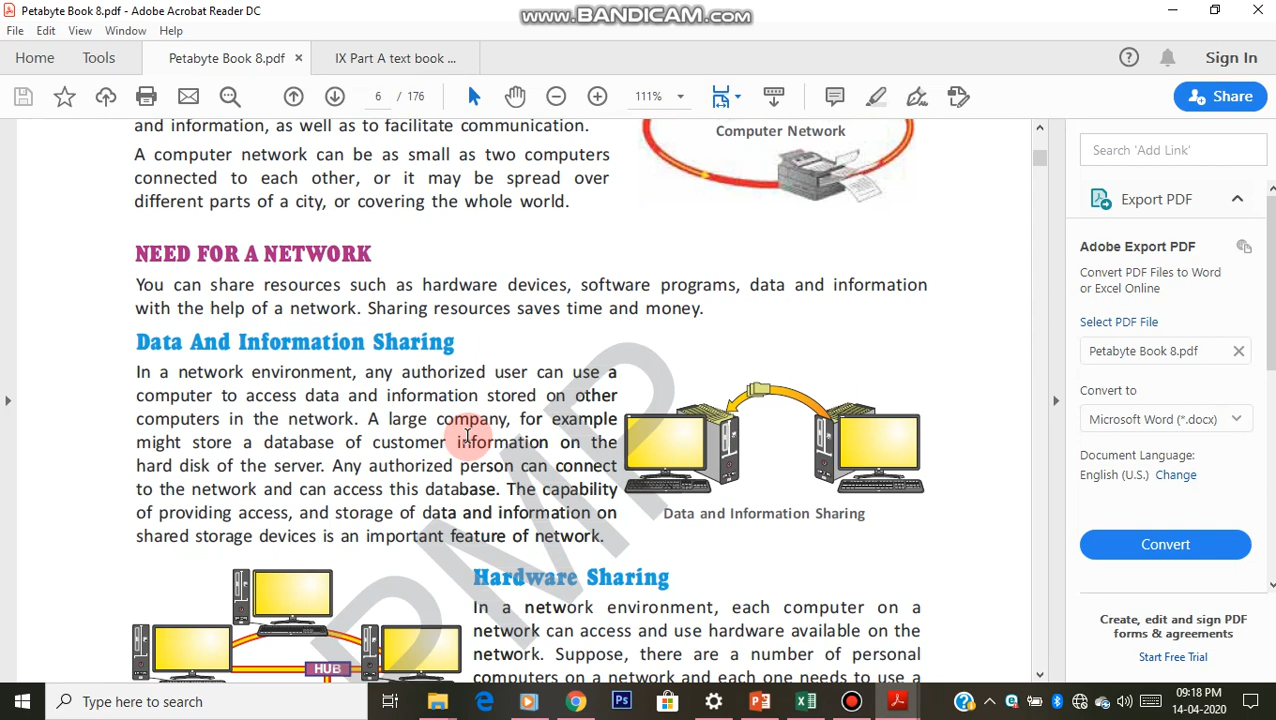 Petabyte Book 8.pdf - Adobe Acrobat Reader DC
www.BANDICAM.com
File Edit View Window Help
Home Tools Petabyte Book 8.pdf × IX Part A text book ... Sign In
6 / 176 111% Share
and information, as well as to facilitate communication.
A computer network can be as small as two computers
connected to each other, or it may be spread over
different parts of a city, or covering the whole world.
Computer Network
NEED FOR A NETWORK
You can share resources such as hardware devices, software programs, data and information
with the help of a network. Sharing resources saves time and money.
Data And Information Sharing
In a network environment, any authorized user can use a
computer to access data and information stored on other
computers in the network. A large company, for example
might store a database of customer information on the
hard disk of the server. Any authorized person can connect
to the network and can access this database. The capability
of providing access, and storage of data and information on
shared storage devices is an important feature of network.
Data and Information Sharing
PMP
HUB
Hardware Sharing
In a network environment, each computer on a
network can access and use hardware available on the
network. Suppose, there are a number of personal
computers on a network and each one needs to use a
Search 'Add Link'
Export PDF
Adobe Export PDF
Convert PDF Files to Word
or Excel Online
Select PDF File
Petabyte Book 8.pdf
Convert to
Microsoft Word (*.docx)
Document Language:
English (U.S.) Change
Convert
Create, edit and sign PDF
forms & agreements
Start Free Trial
Type here to search
09:18 PM
14-04-2020